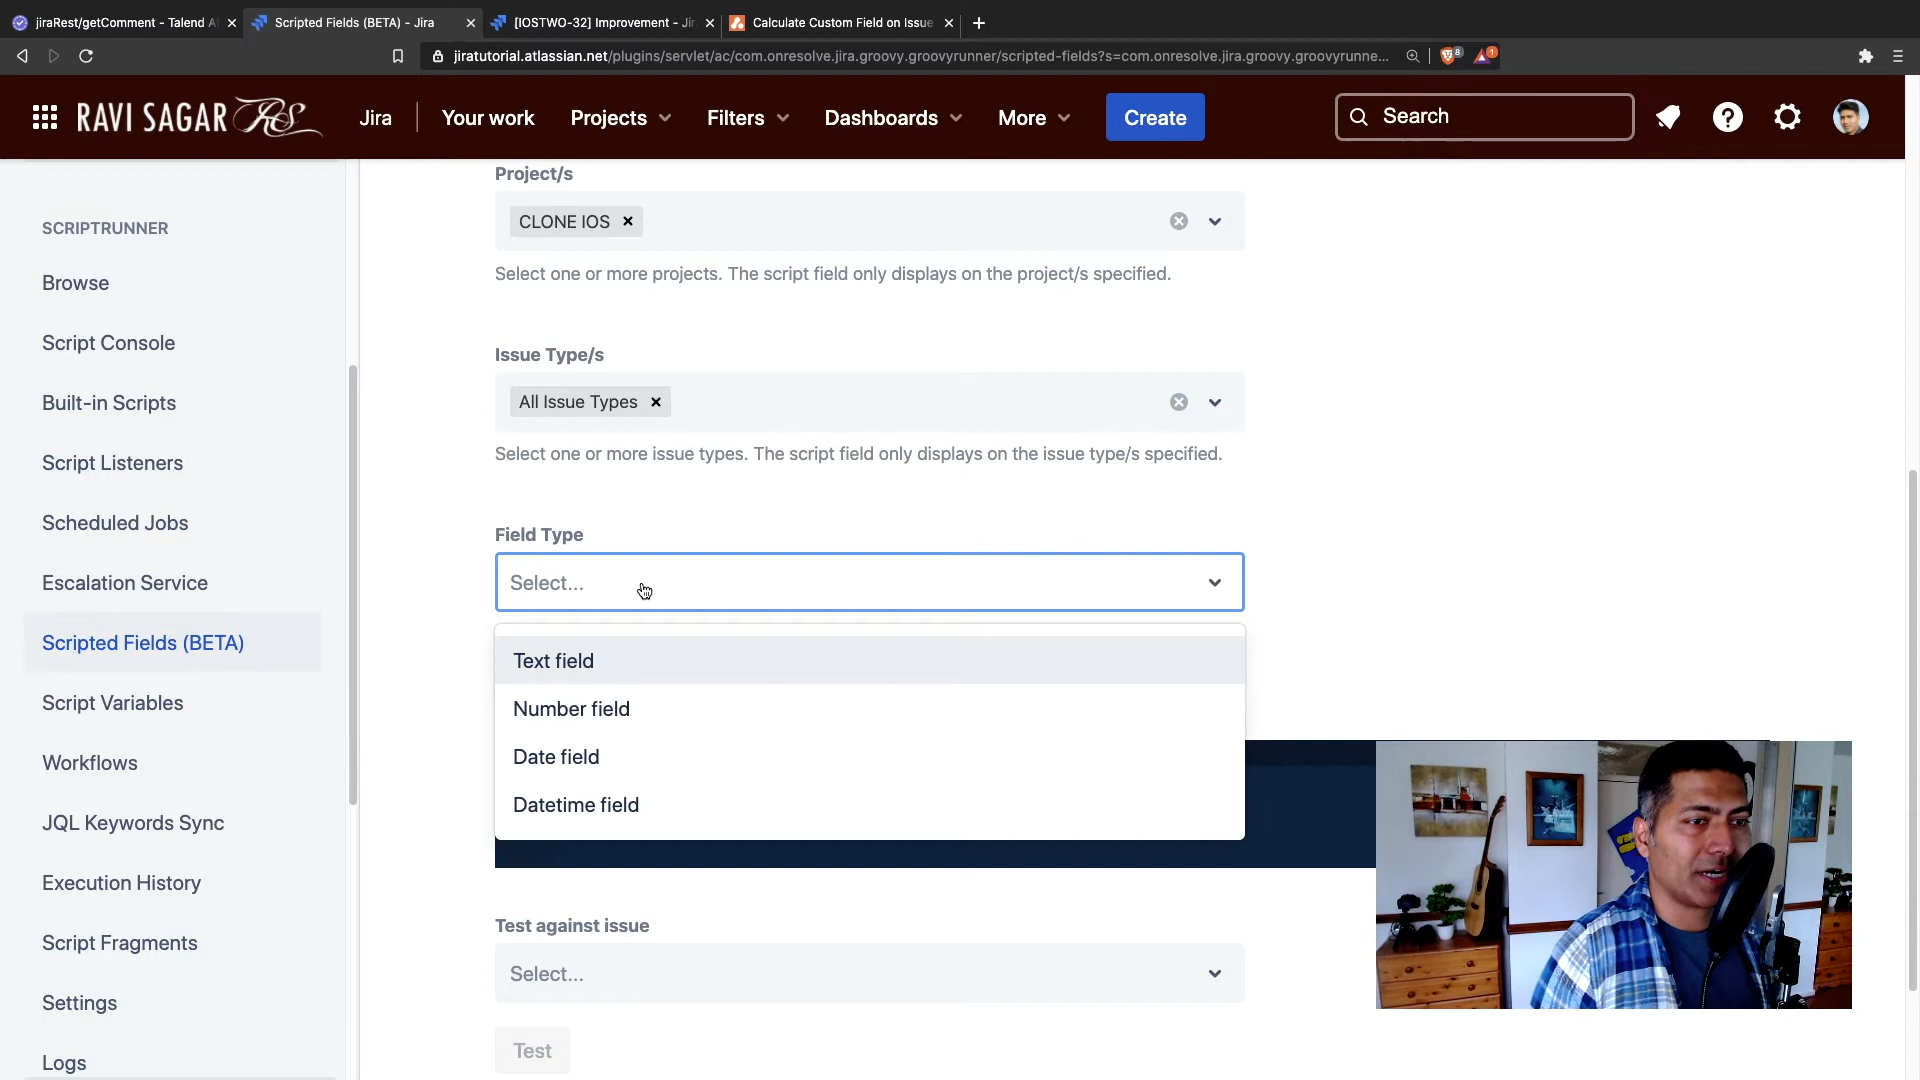 jiraRest/getComment - Talend A
Scripted Fields (BETA) - Jira
[IOSTWO-32] Improvement - Jir
Calculate Custom Field on Issue
jiratutorial.atlassian.net/plugins/servlet/ac/com.onresolve.jira.groovy.groovyrunner/scripted-fields?s=com.onresolve.jira.groovy.groovyrunne...
8
1
RAVI SAGAR RS
Jira
Your work
Projects
Filters
Dashboards
More
Create
Search
SCRIPTRUNNER
Browse
Script Console
Built-in Scripts
Script Listeners
Scheduled Jobs
Escalation Service
Scripted Fields (BETA)
Script Variables
Workflows
JQL Keywords Sync
Execution History
Script Fragments
Settings
Logs
Project/s
CLONE IOS
Select one or more projects. The script field only displays on the project/s specified.
Issue Type/s
All Issue Types
Select one or more issue types. The script field only displays on the issue type/s specified.
Field Type
Select...
Text field
Number field
Date field
Datetime field
Test against issue
Select...
Test